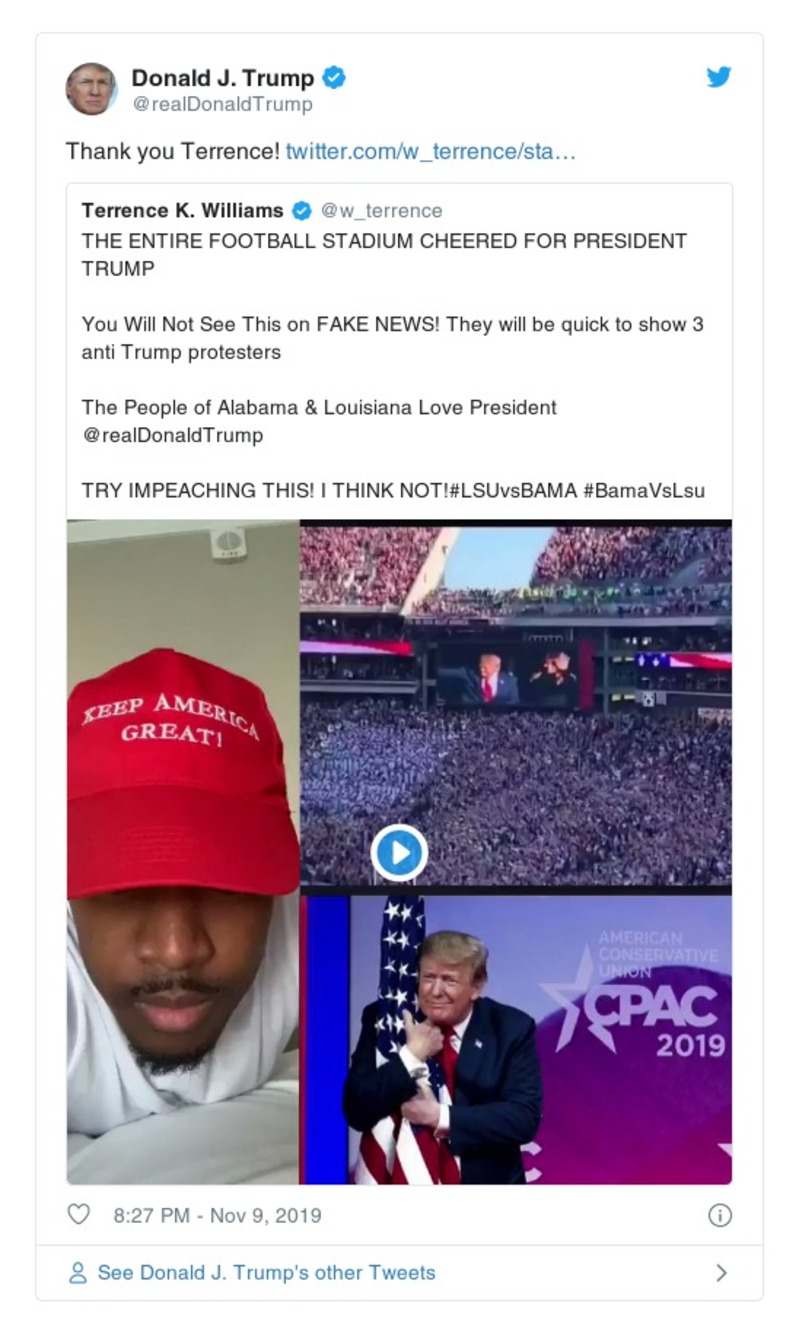 Donald J. Trump
@realDonaldTrump
Thank you Terrence! twitter.com/w_terrence/sta…
Terrence K. Williams @w_terrence
THE ENTIRE FOOTBALL STADIUM CHEERED FOR PRESIDENT
TRUMP
You Will Not See This on FAKE NEWS! They will be quick to show 3
anti Trump protesters
The People of Alabama & Louisiana Love President
@realDonaldTrump
TRY IMPEACHING THIS! I THINK NOT!#LSUvsBAMA #BamaVsLsu
KEEP AMERICA
GREAT!
AMERICAN
CONSERVATIVE
UNION
CPAC
2019
8:27 PM - Nov 9, 2019
See Donald J. Trump's other Tweets